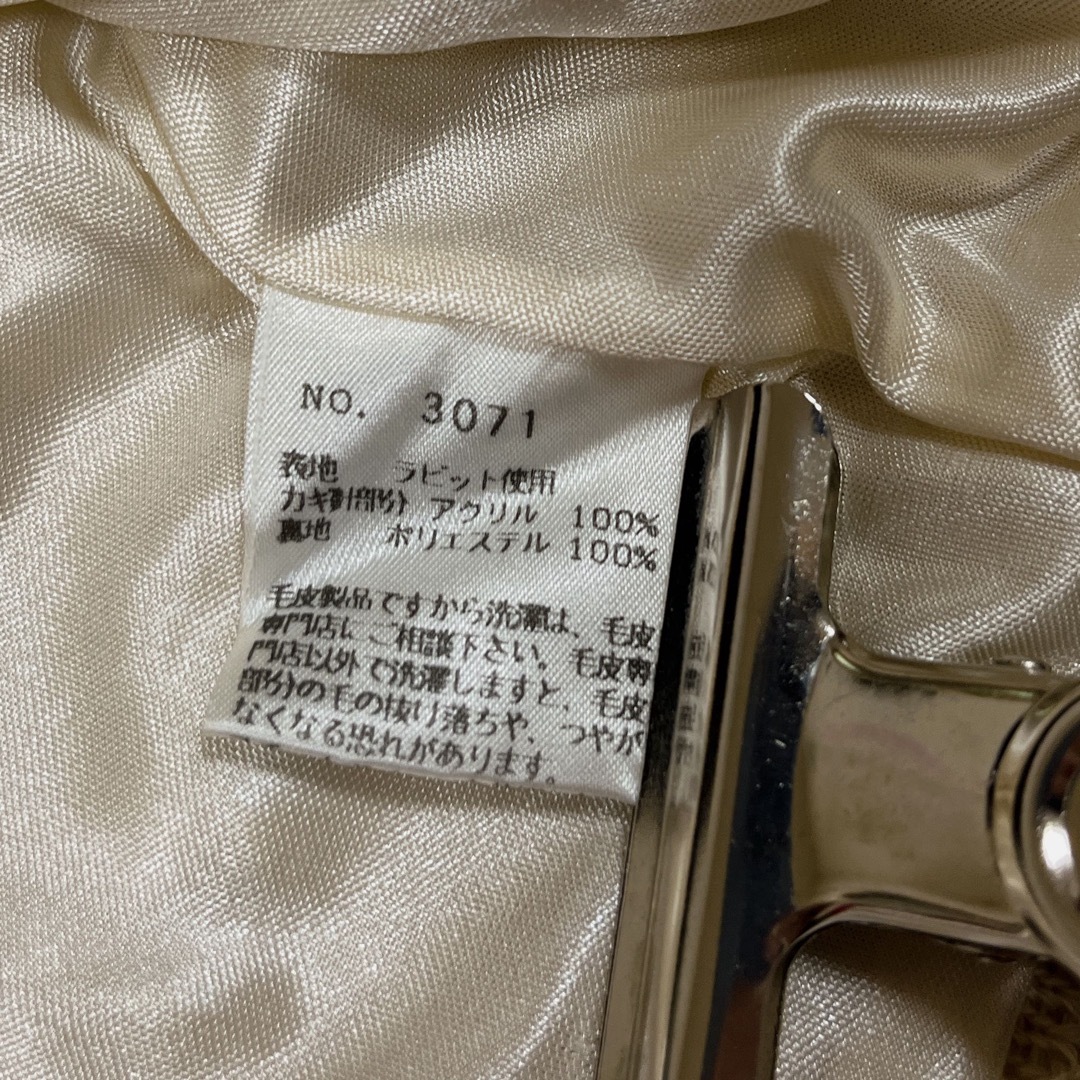 NO. 3071
表地 ラビット使用
カギ針部分 アクリル 100%
裏地 ポリエステル 100%
毛皮製品ですから洗濯は、毛皮
専門店にご相談下さい。毛皮専
門店以外で洗濯しますと、毛皮
部分の毛の抜け落ちや、つやが
なくなる恐れがあります。